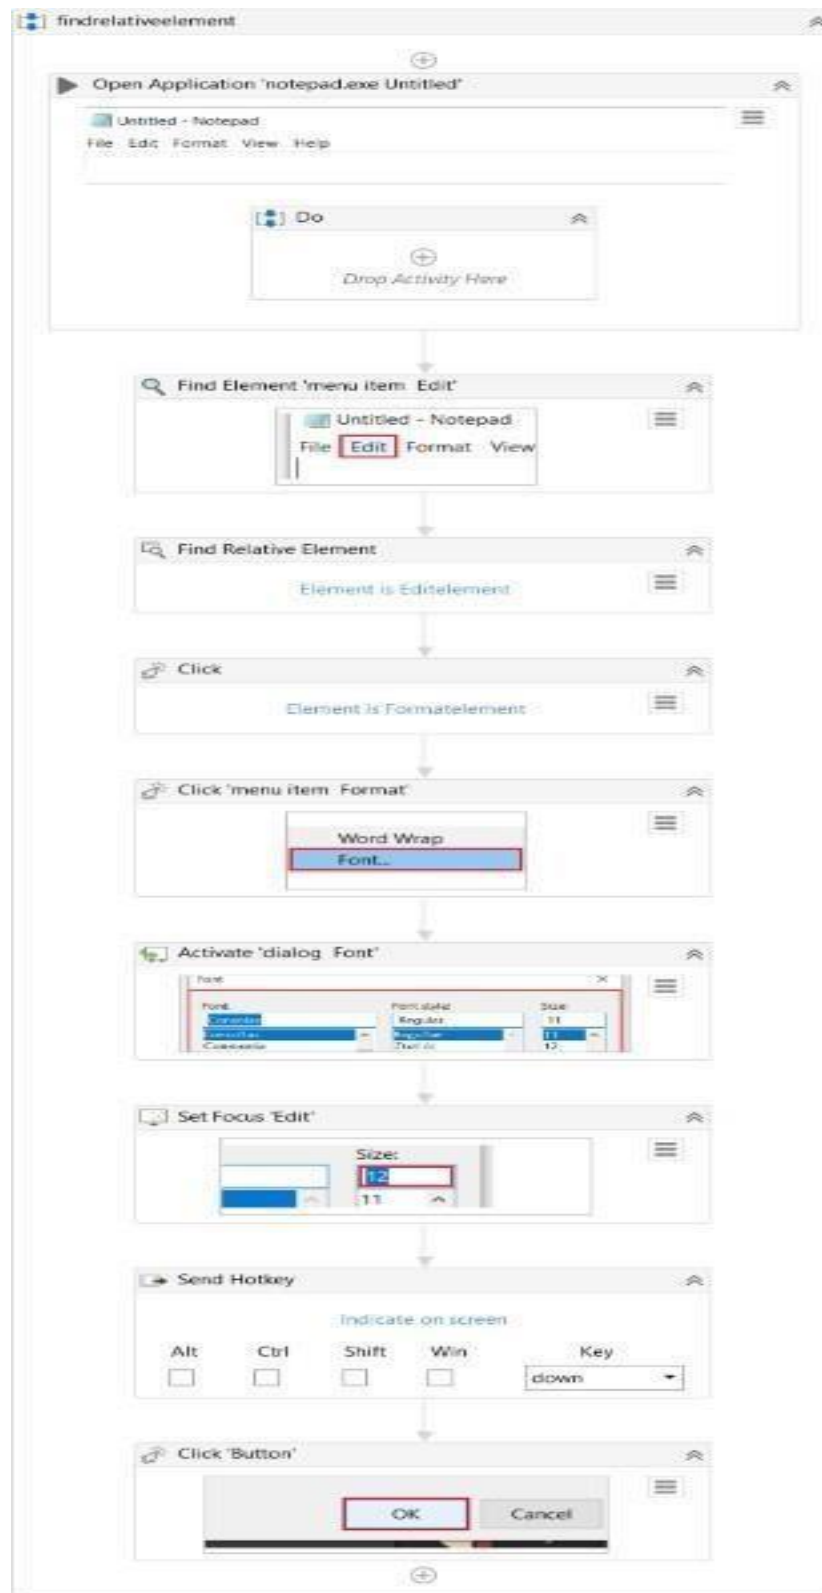 findrelativeelement
Open Application 'notepad.exe Untitled'
Untitled - Notepad
File Edit Format View Help
Do
Drop Activity Here
Find Element 'menu item Edit'
Untitled - Notepad
File Edit Format View
Find Relative Element
Element is Editelement
Click
Element is Formatelement
Click 'menu item Format'
Word Wrap
Font...
Activate 'dialog Font'
Font
Font: Font style: Size:
Regular 11
11
12
Set Focus 'Edit'
Size:
12
11
Send Hotkey
Indicate on screen
Alt Ctrl Shift Win Key
down
Click 'Button'
OK Cancel